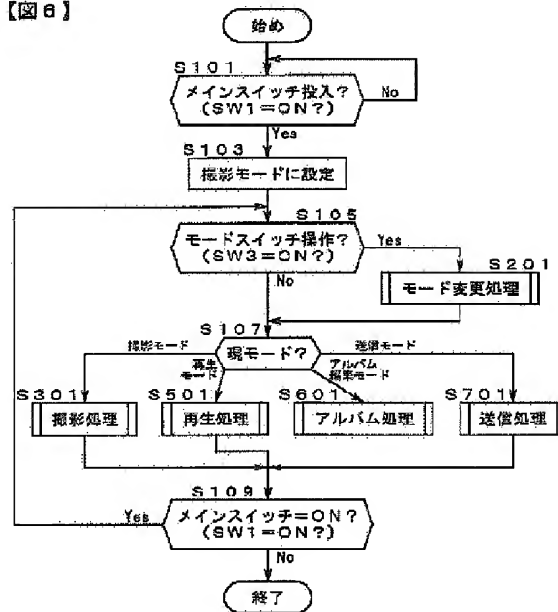 【図6】
始め
S101
メインスイッチ投入?
(SW1=ON?)
No
Yes
S103
撮影モードに設定
S105
モードスイッチ操作?
(SW3=ON?)
Yes
No
S201
モード変更処理
S107
現モード?
撮影モード
再生
モード
アルバム
編集モード
送信モード
S301
撮影処理
S501
再生処理
S601
アルバム処理
S701
送信処理
S109
メインスイッチ=ON?
(SW1=ON?)
Yes
No
終了